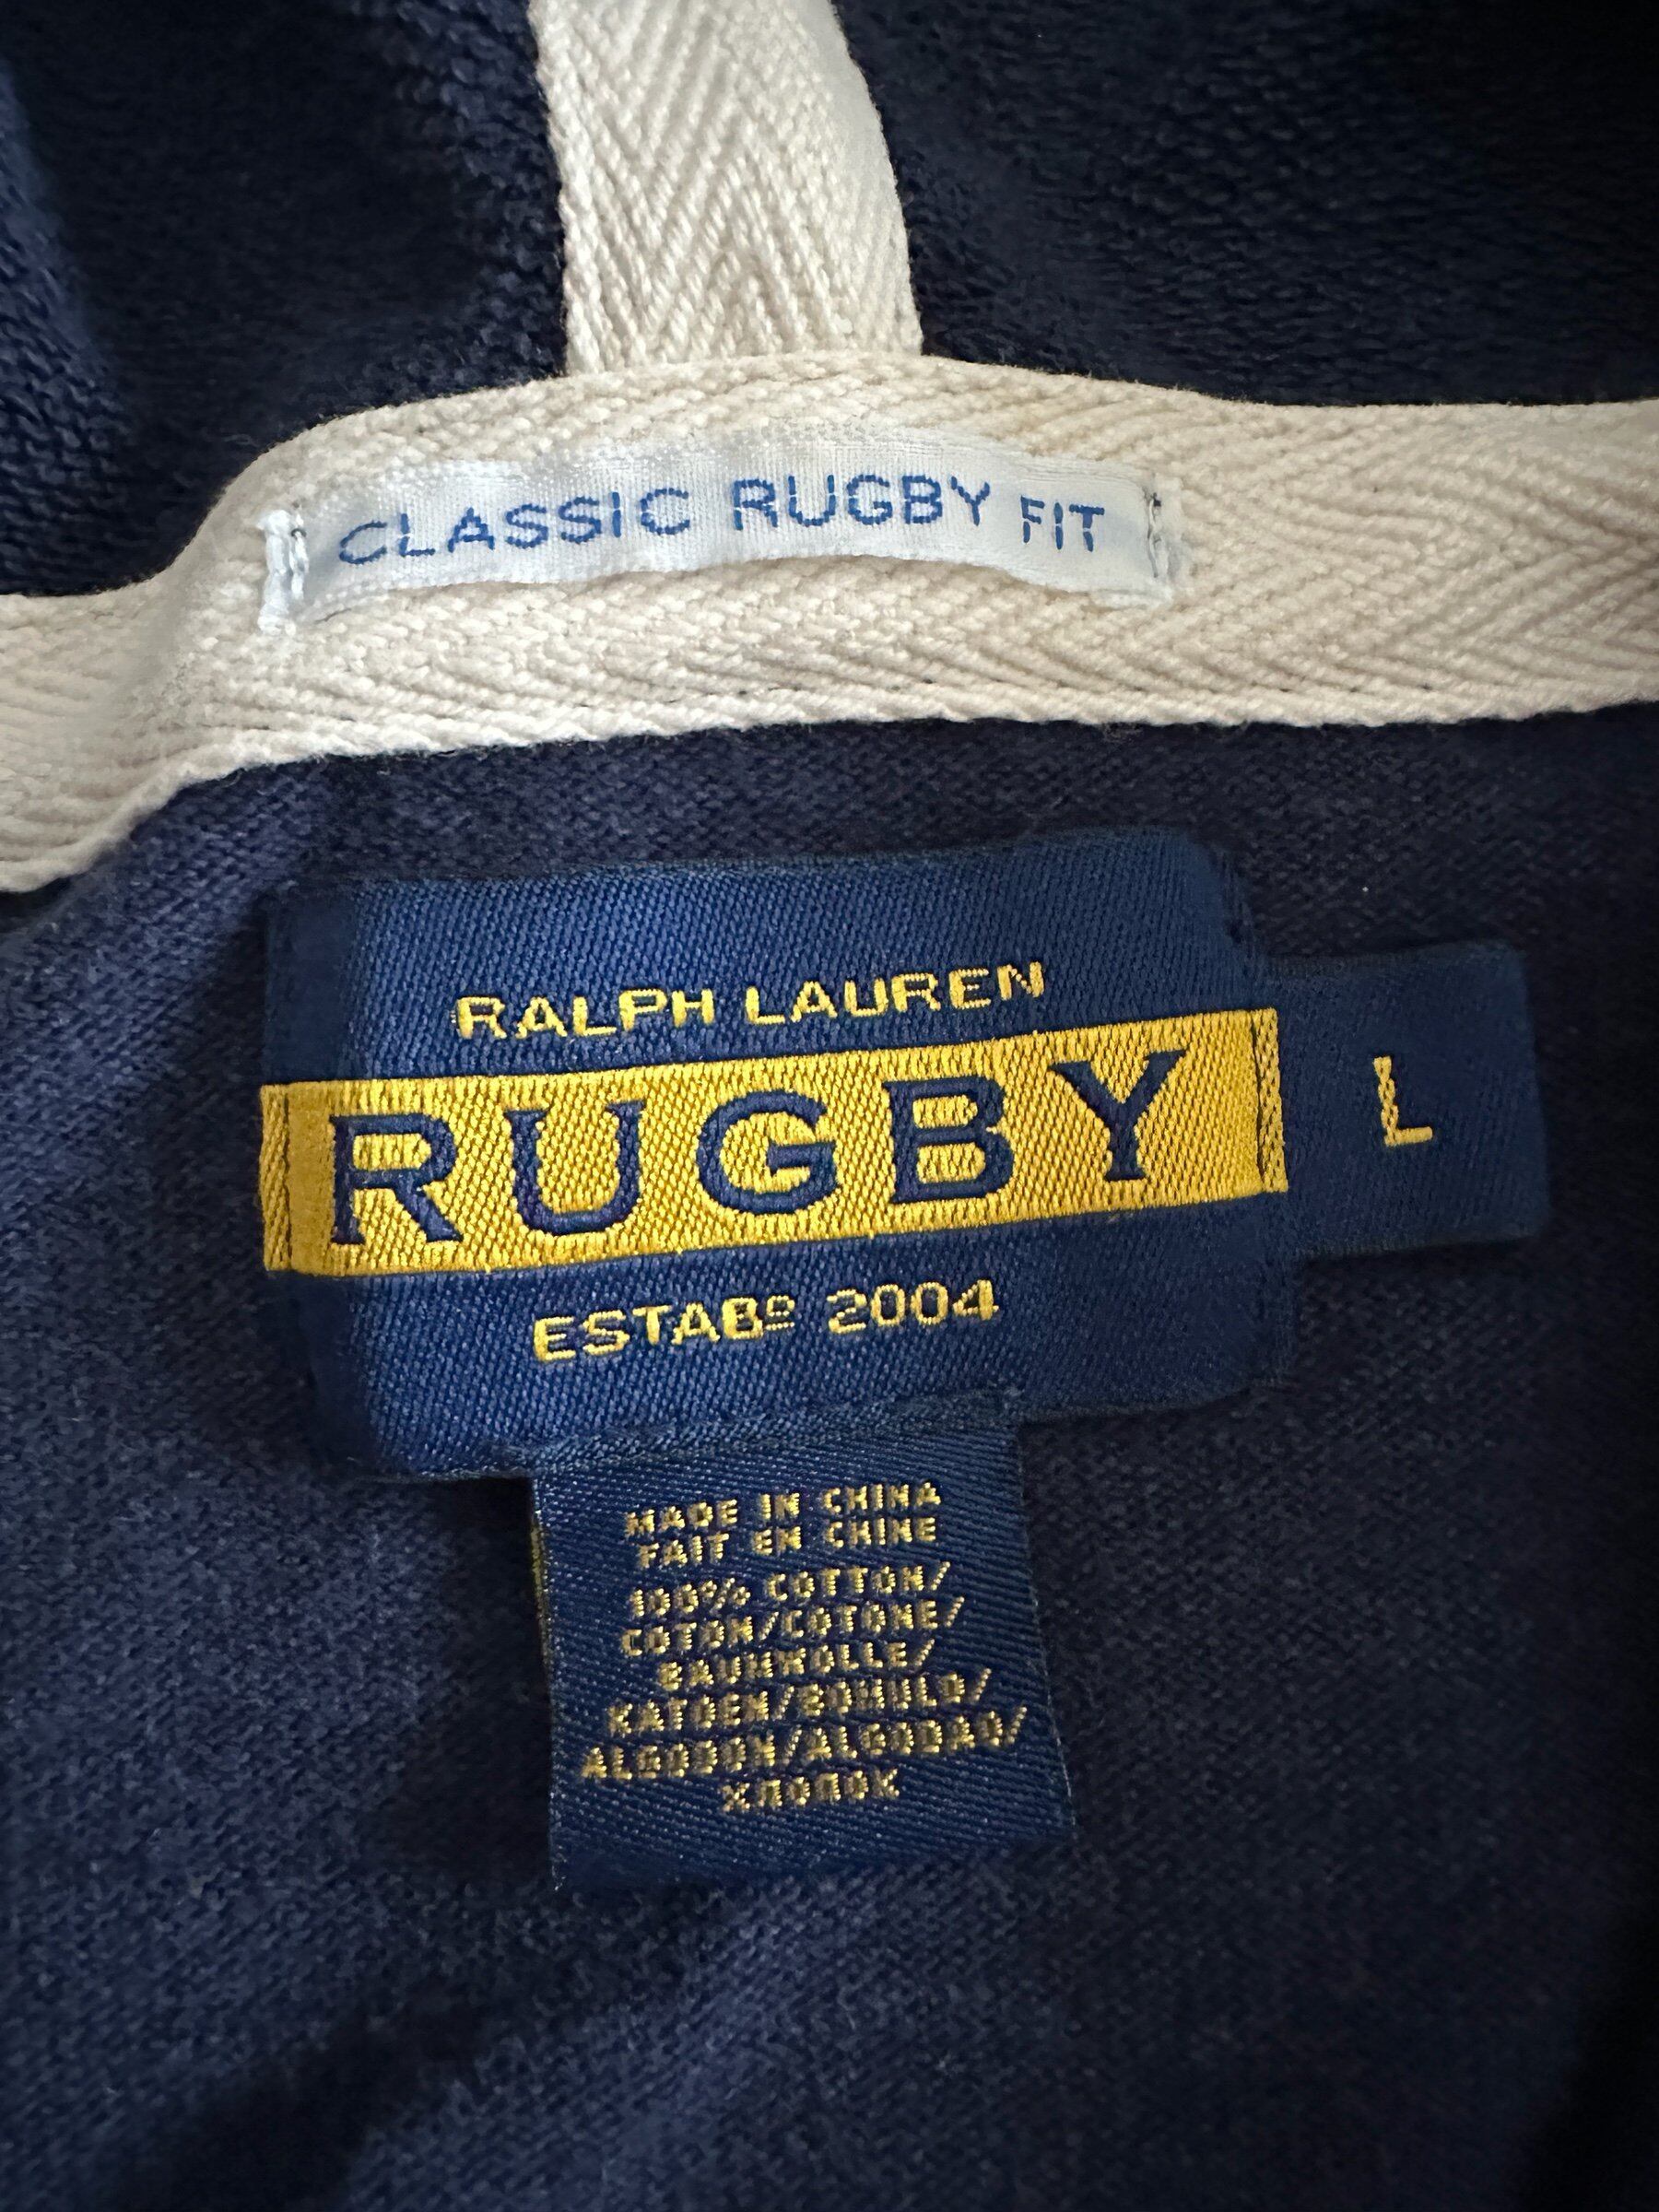 CLASSIC RUGBY FIT
RALPH LAUREN
RUGBY
L
ESTABᴼ 2004
MADE IN CHINA
FAIT EN CHINE
100% COTTON/
COTON/COTONE/
BAUMWOLLE/
KATOEN/BOMULD/
ALGODON/ALGODAO/
ХЛОПОК